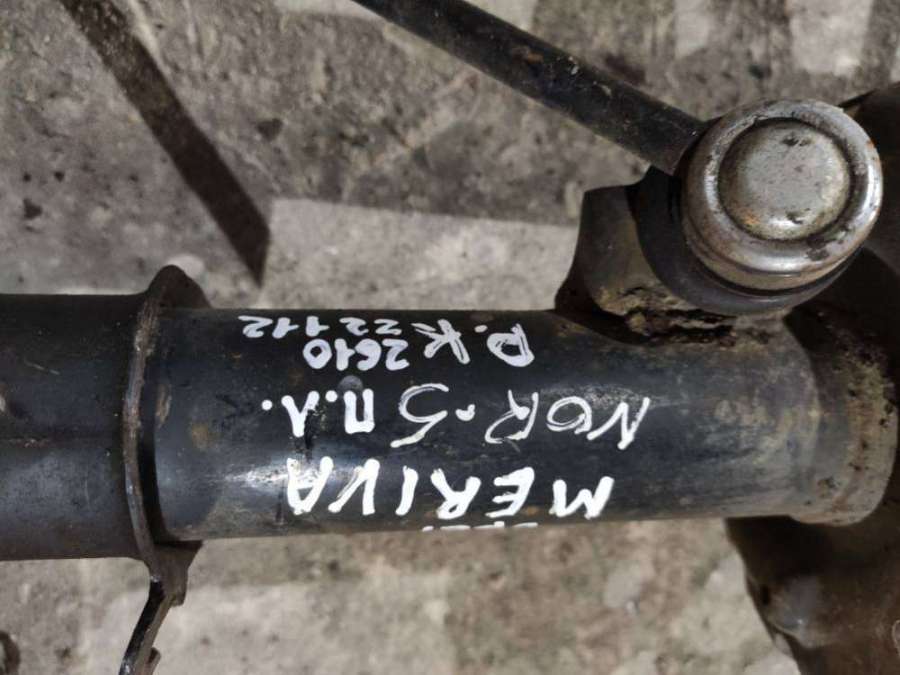 MERIVA
NOR-5 П.Л.
P.K 2610
22112